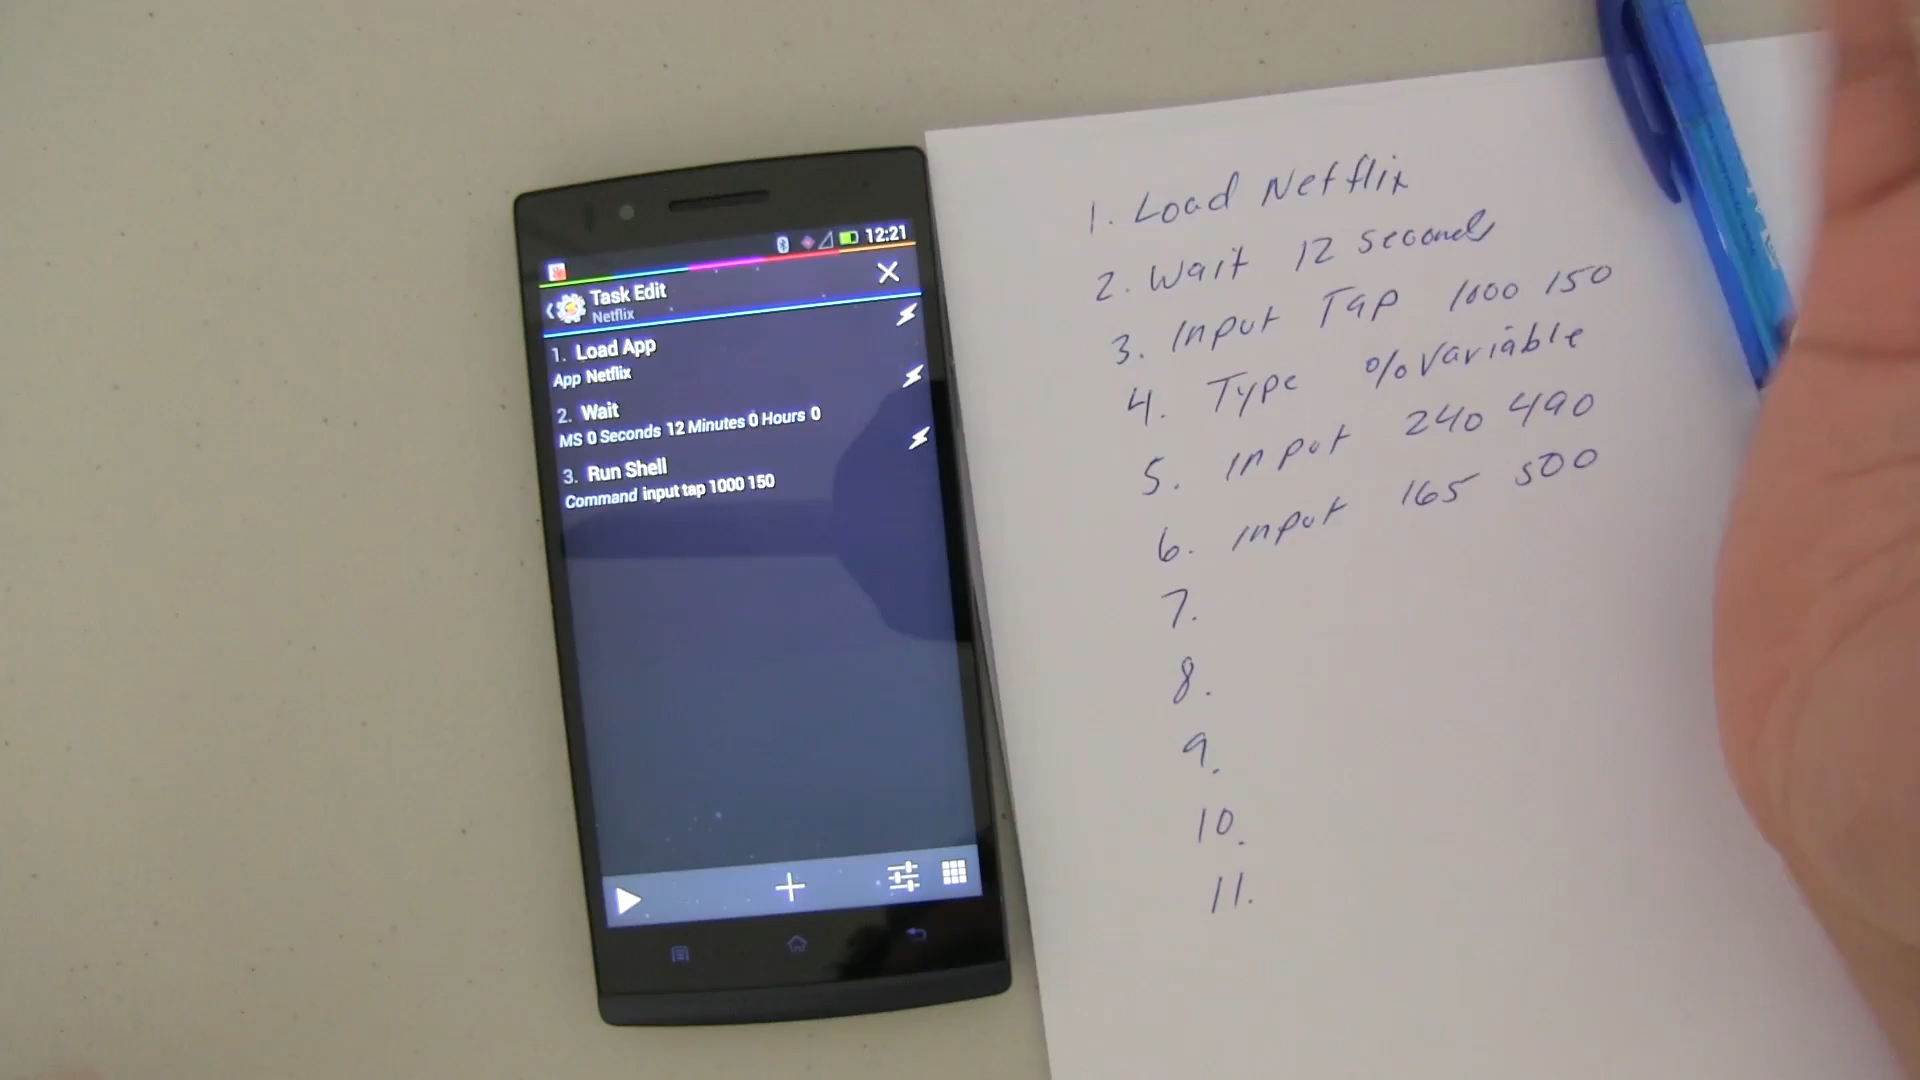 12:21
Task Edit
Netflix
1. Load App
App Netflix
2. Wait
MS 0 Seconds 12 Minutes 0 Hours 0
3. Run Shell
Command input tap 1000 150
1. Load Netflix
2. Wait 12 seconds
3. Input Tap 1000 150
4. Type %Variable
5. Input 240 490
6. Input 165 500
7.
8.
9.
10.
11.